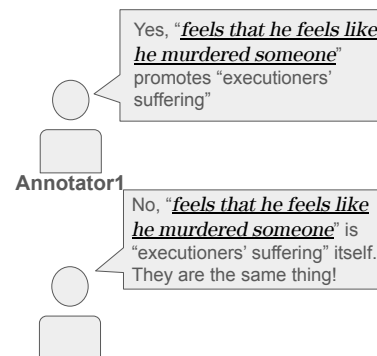 Yes, “feels that he feels like
he murdered someone”
promotes “executioners’
suffering”
Annotator1
No, “feels that he feels like
he murdered someone” is
“executioners’ suffering” itself.
They are the same thing!